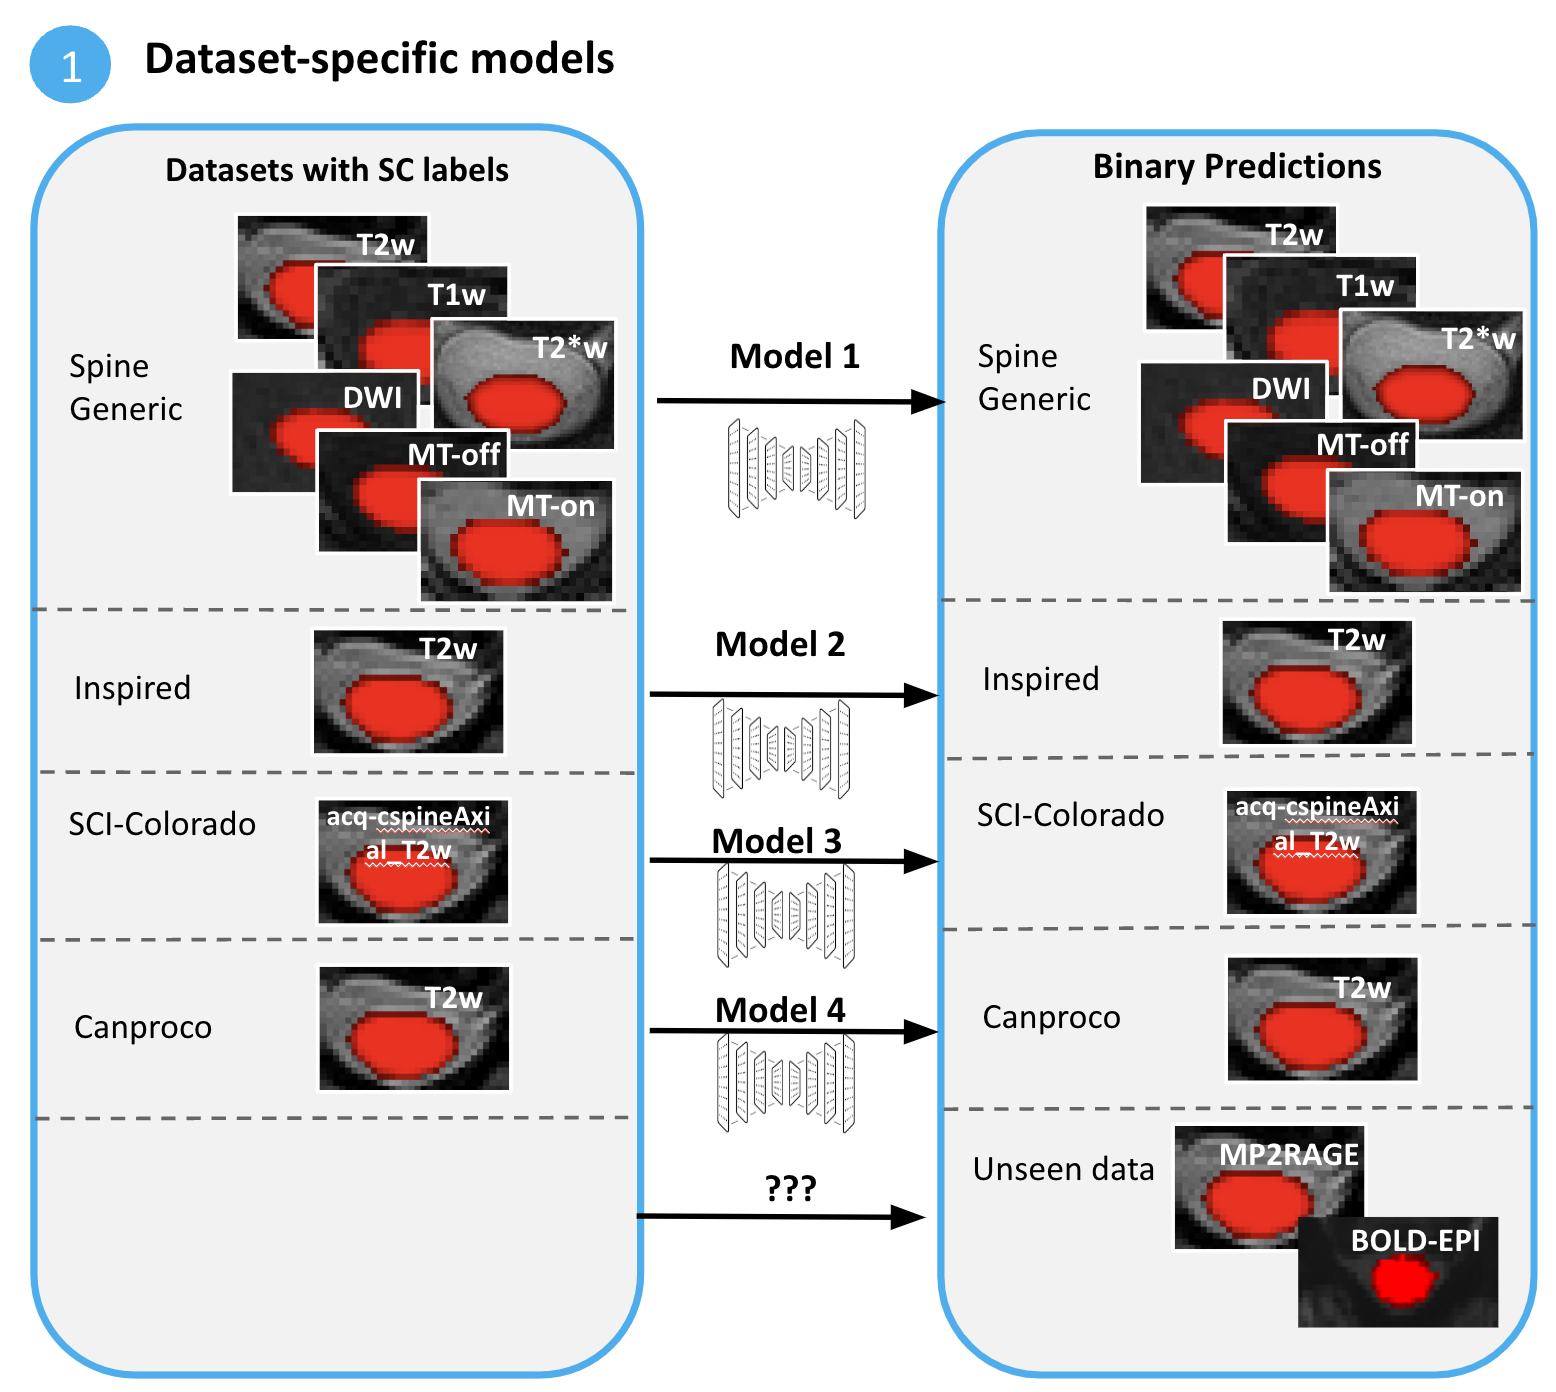 1
Dataset-specific models
Datasets with SC labels
T2w
T1w
T2*w
Spine
Generic
DWI
MT-off
MT-on
Inspired
T2w
SCI-Colorado
acq-cspineAxi
al_T2w
Canproco
T2w
Model 1
Model 2
Model 3
Model 4
???
Binary Predictions
T2w
T1w
T2*w
Spine
Generic
DWI
MT-off
MT-on
Inspired
T2w
SCI-Colorado
acq-cspineAxi
al_T2w
Canproco
T2w
Unseen data
MP2RAGE
BOLD-EPI